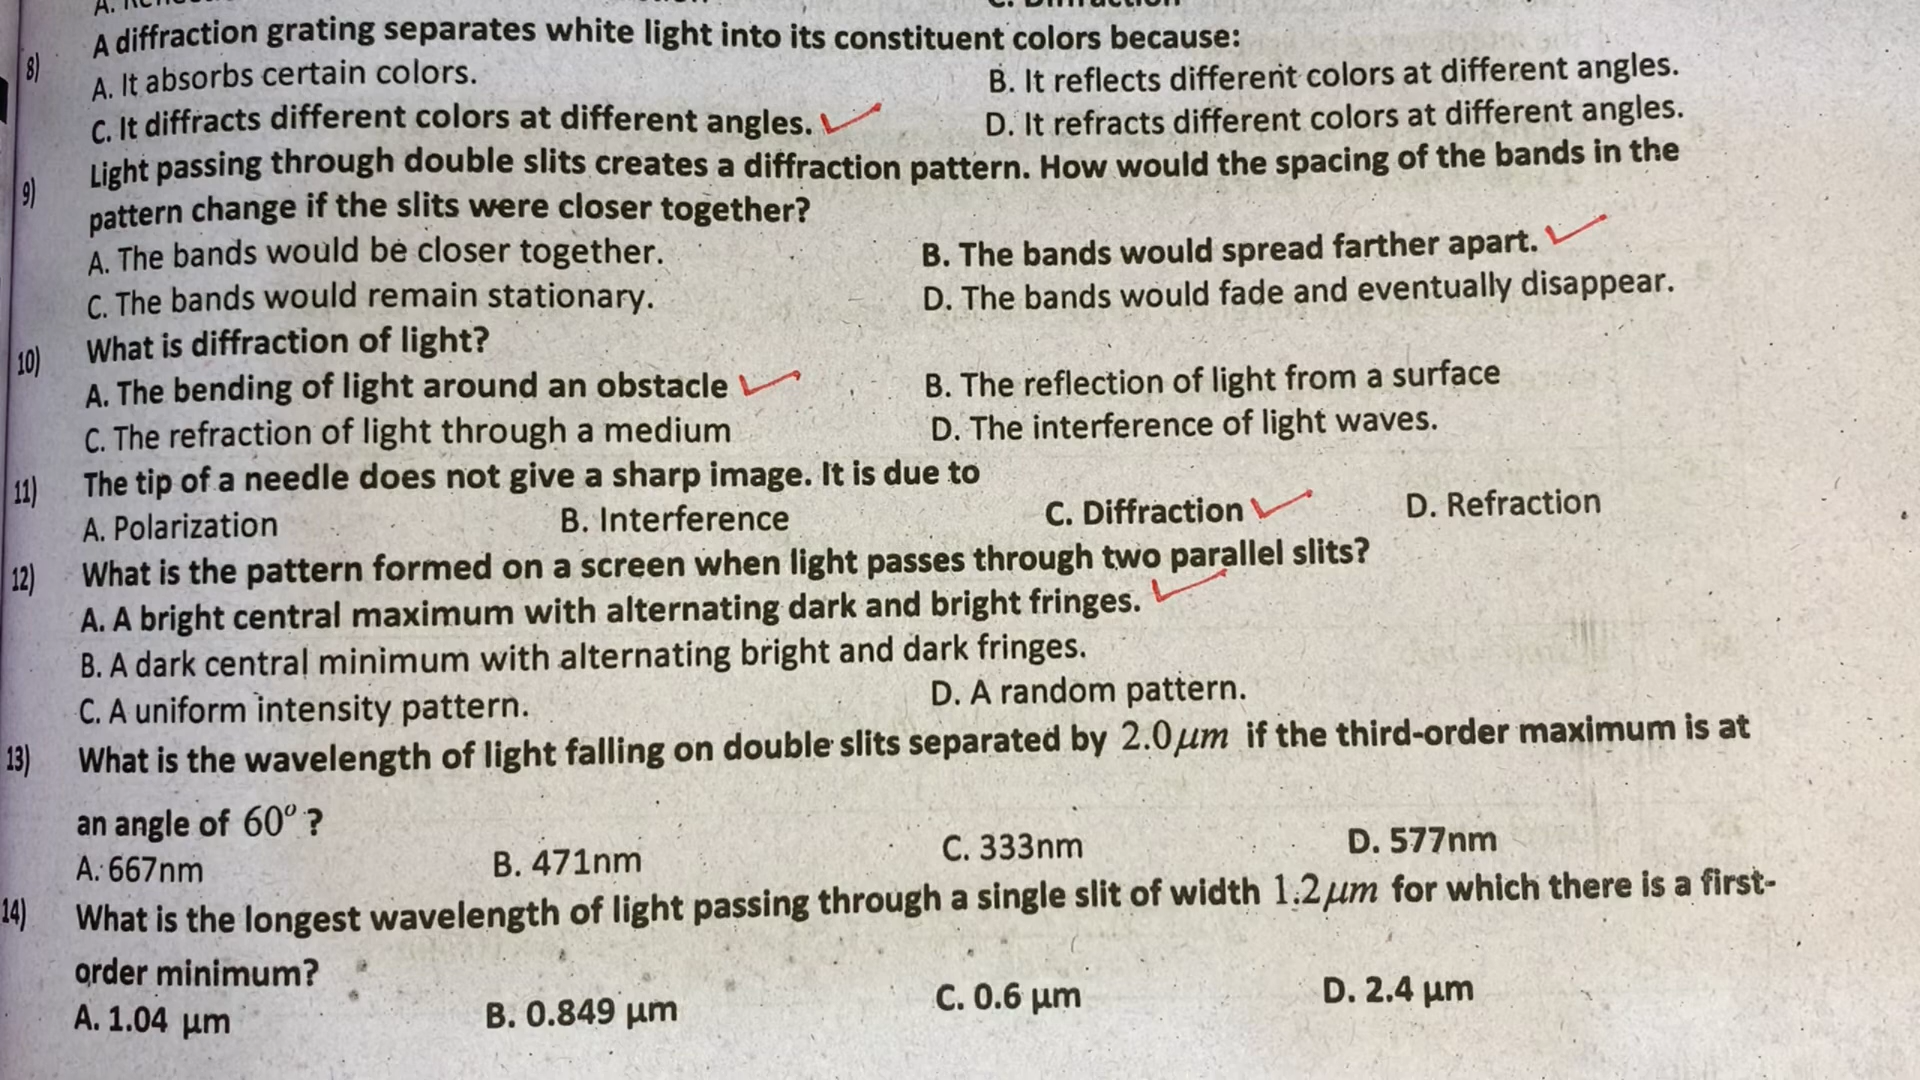 8) A diffraction grating separates white light into its constituent colors because:
A. It absorbs certain colors. B. It reflects different colors at different angles.
C. It diffracts different colors at different angles. D. It refracts different colors at different angles.
9) Light passing through double slits creates a diffraction pattern. How would the spacing of the bands in the
pattern change if the slits were closer together?
A. The bands would be closer together. B. The bands would spread farther apart.
C. The bands would remain stationary. D. The bands would fade and eventually disappear.
10) What is diffraction of light?
A. The bending of light around an obstacle B. The reflection of light from a surface
C. The refraction of light through a medium D. The interference of light waves.
11) The tip of a needle does not give a sharp image. It is due to
A. Polarization B. Interference C. Diffraction D. Refraction
12) What is the pattern formed on a screen when light passes through two parallel slits?
A. A bright central maximum with alternating dark and bright fringes.
B. A dark central minimum with alternating bright and dark fringes.
C. A uniform intensity pattern. D. A random pattern.
13) What is the wavelength of light falling on double slits separated by 2.0 μm if the third-order maximum is at
an angle of 60° ?
A. 667nm B. 471nm C. 333nm D. 577nm
14) What is the longest wavelength of light passing through a single slit of width 1.2 μm for which there is a first-
order minimum?
A. 1.04 μm B. 0.849 μm C. 0.6 μm D. 2.4 μm